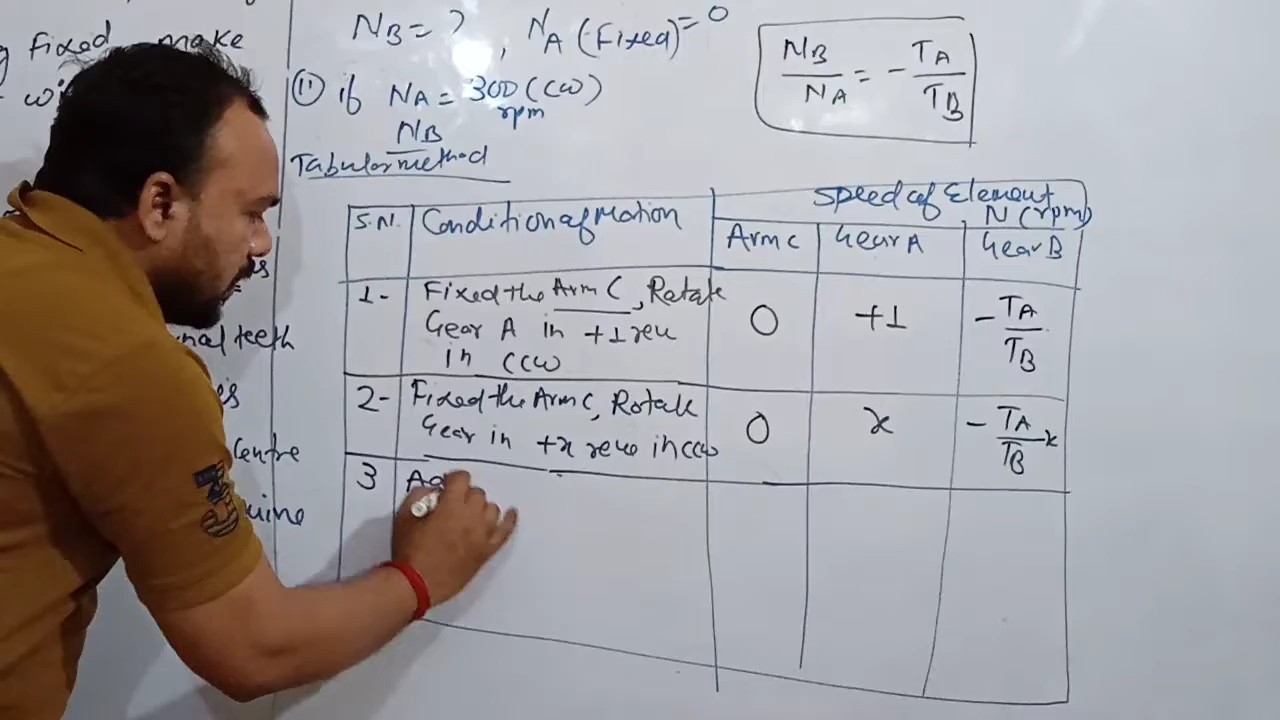 fixed make
NB = ? , NA (Fixed) = 0
(ii) if NA = 300 (CW)
rpm
NB
Tabular method
NB/NA = - TA/TB
Speed of Element
N (rpm)
S.N. Condition of Motion Arm C Gear A Gear B
1- Fixed the Arm C, Rotate
Gear A in +1 rev
in CCW
0 +1 - TA/TB
2- Fixed the Arm C, Rotate
Gear in +x reve in CCW
0 x - TA/TB x
3 Ad
teeth
Centre
3